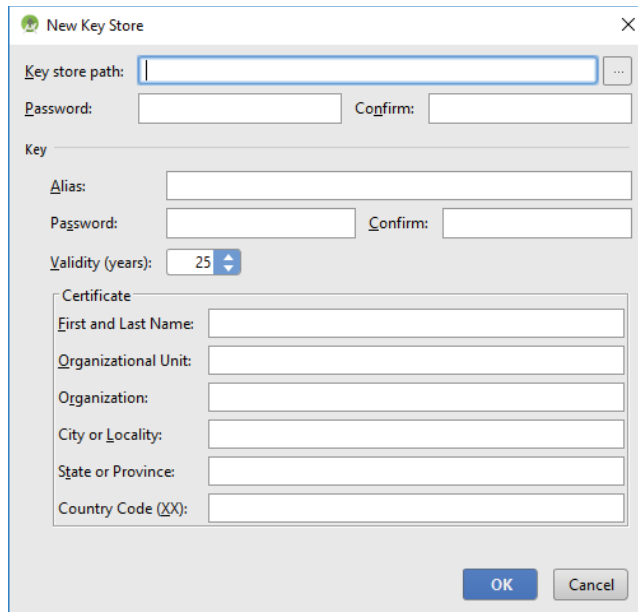 New Key Store
Key store path: ...
Password: Confirm:
Key
Alias:
Password: Confirm:
Validity (years): 25
Certificate
First and Last Name:
Organizational Unit:
Organization:
City or Locality:
State or Province:
Country Code (XX):
OK Cancel